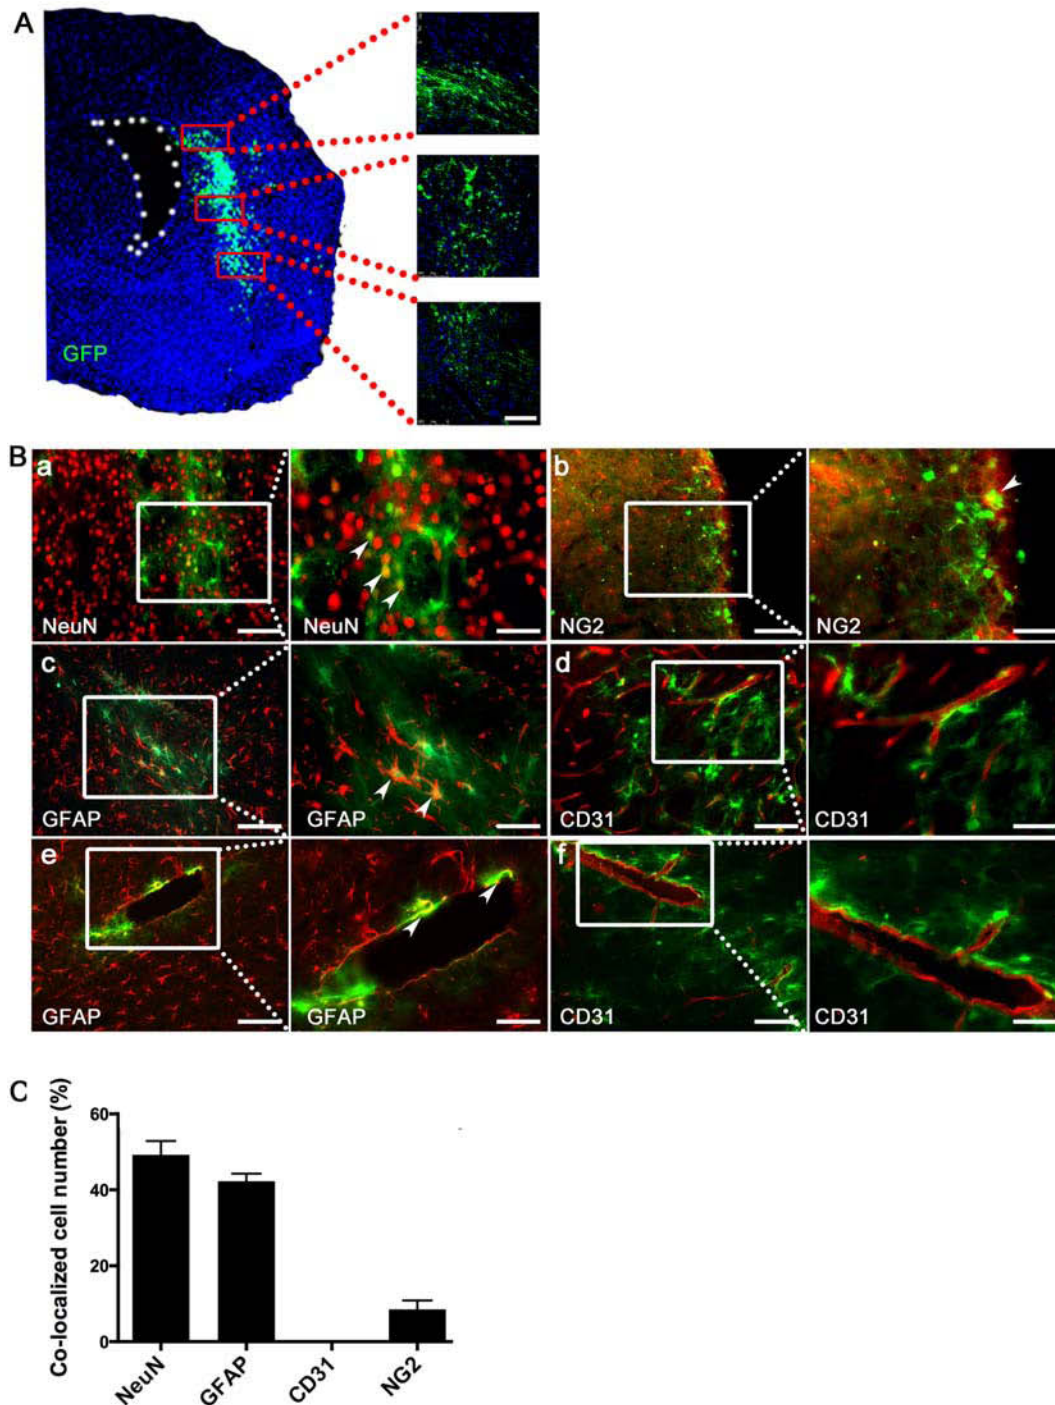 A
GFP
B
a
NeuN
NeuN
b
NG2
NG2
c
GFAP
GFAP
d
CD31
CD31
e
GFAP
GFAP
f
CD31
CD31
C
Co-localized cell number (%)
60
40
20
0
NeuN
GFAP
CD31
NG2